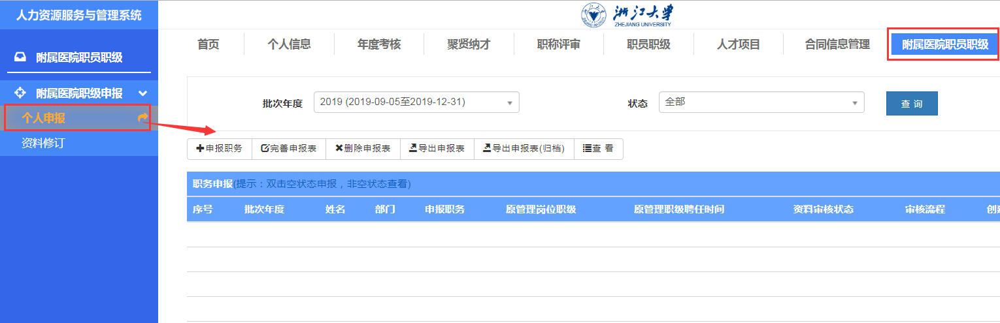 人力资源服务与管理系统
浙江大学
ZHEJIANG UNIVERSITY
首页 个人信息 年度考核 聚贤纳才 职称评审 职员职级 人才项目 合同信息管理 附属医院职员职级
附属医院职员职级
附属医院职级申报
个人申报
资料修订
批次年度 2019 (2019-09-05至2019-12-31) 状态 全部 查 询
申报职务 完善申报表 删除申报表 导出申报表 导出申报表(归档) 查 看
职务申报(提示：双击空状态申报，非空状态查看)
序号 批次年度 姓名 部门 申报职务 原管理岗位职级 原管理职级聘任时间 资料审核状态 审核流程 创